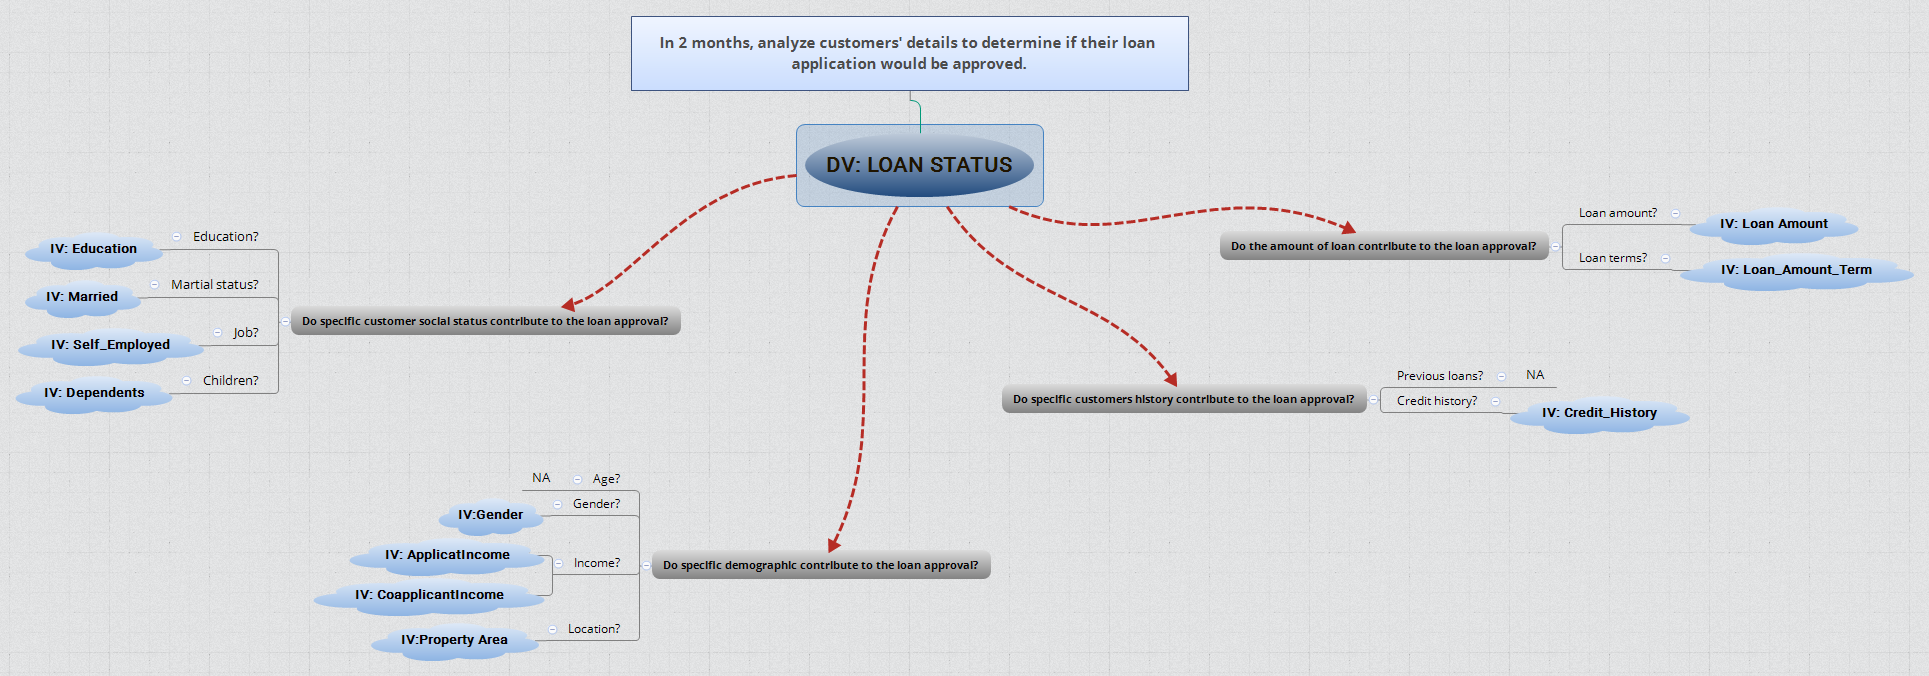 In 2 months, analyze customers' details to determine if their loan
application would be approved.
DV: LOAN STATUS
Education?
IV: Education
Martial status?
IV: Married
Job?
IV: Self_Employed
Children?
IV: Dependents
Do specific customer social status contribute to the loan approval?
Do the amount of loan contribute to the loan approval?
Loan amount?
IV: Loan Amount
Loan terms?
IV: Loan_Amount_Term
Do specific customers history contribute to the loan approval?
Previous loans?
NA
Credit history?
IV: Credit_History
NA
Age?
Gender?
IV:Gender
IV: ApplicatIncome
Income?
IV: CoapplicantIncome
Location?
IV:Property Area
Do specific demographic contribute to the loan approval?